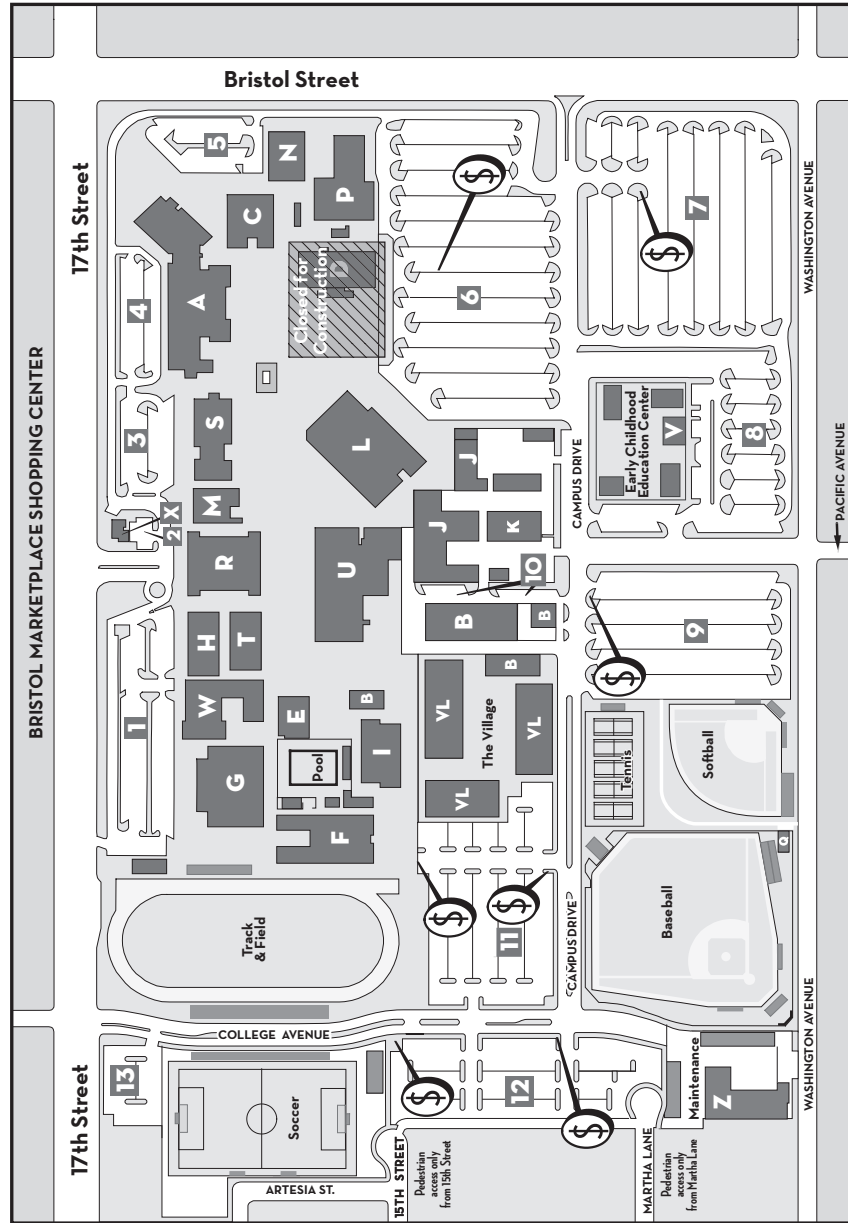 Bristol Street
17th Street
BRISTOL MARKETPLACE SHOPPING CENTER
5
N
C
P
4
A
Closed for
Construction
D
6
$
$
7
WASHINGTON AVENUE
3
S
L
X
2
M
R
J
J
K
10
U
CAMPUS DRIVE
Early Childhood
Education Center
V
8
PACIFIC AVENUE
1
H
T
W
G
E
B
Pool
I
F
B
B
B
VL
The Village
VL
VL
9
$
Tennis
Softball
Q
Baseball
Track
& Field
$
$
11
CAMPUS DRIVE
COLLEGE AVENUE
17th Street
13
Soccer
ARTESIA ST.
15TH STREET
Pedestrian
access only
from 15th Street
$
12
$
MARTHA LANE
Pedestrian
access only
from Martha Lane
Maintenance
Z
WASHINGTON AVENUE